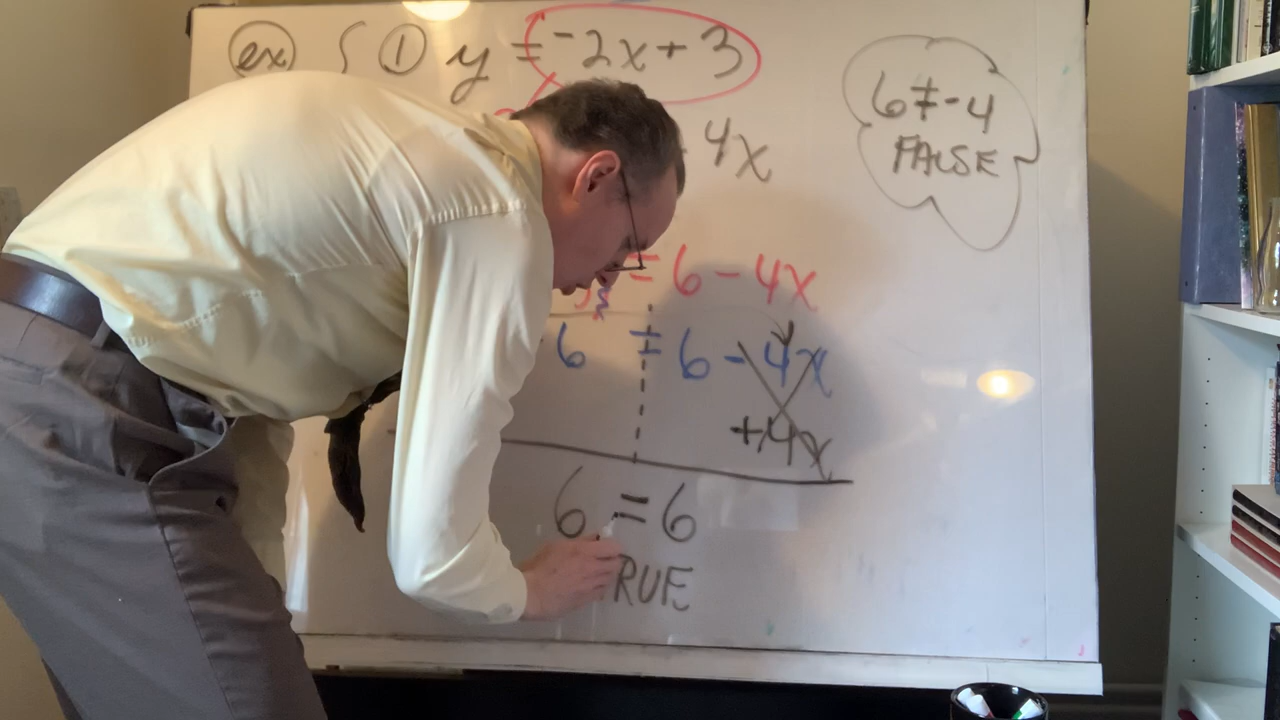 ex { ① y = -2x + 3
4x
6 ≠ -4
FALSE
= 6 - 4x
6 = 6 - 4x
+4x
6 = 6
RUE